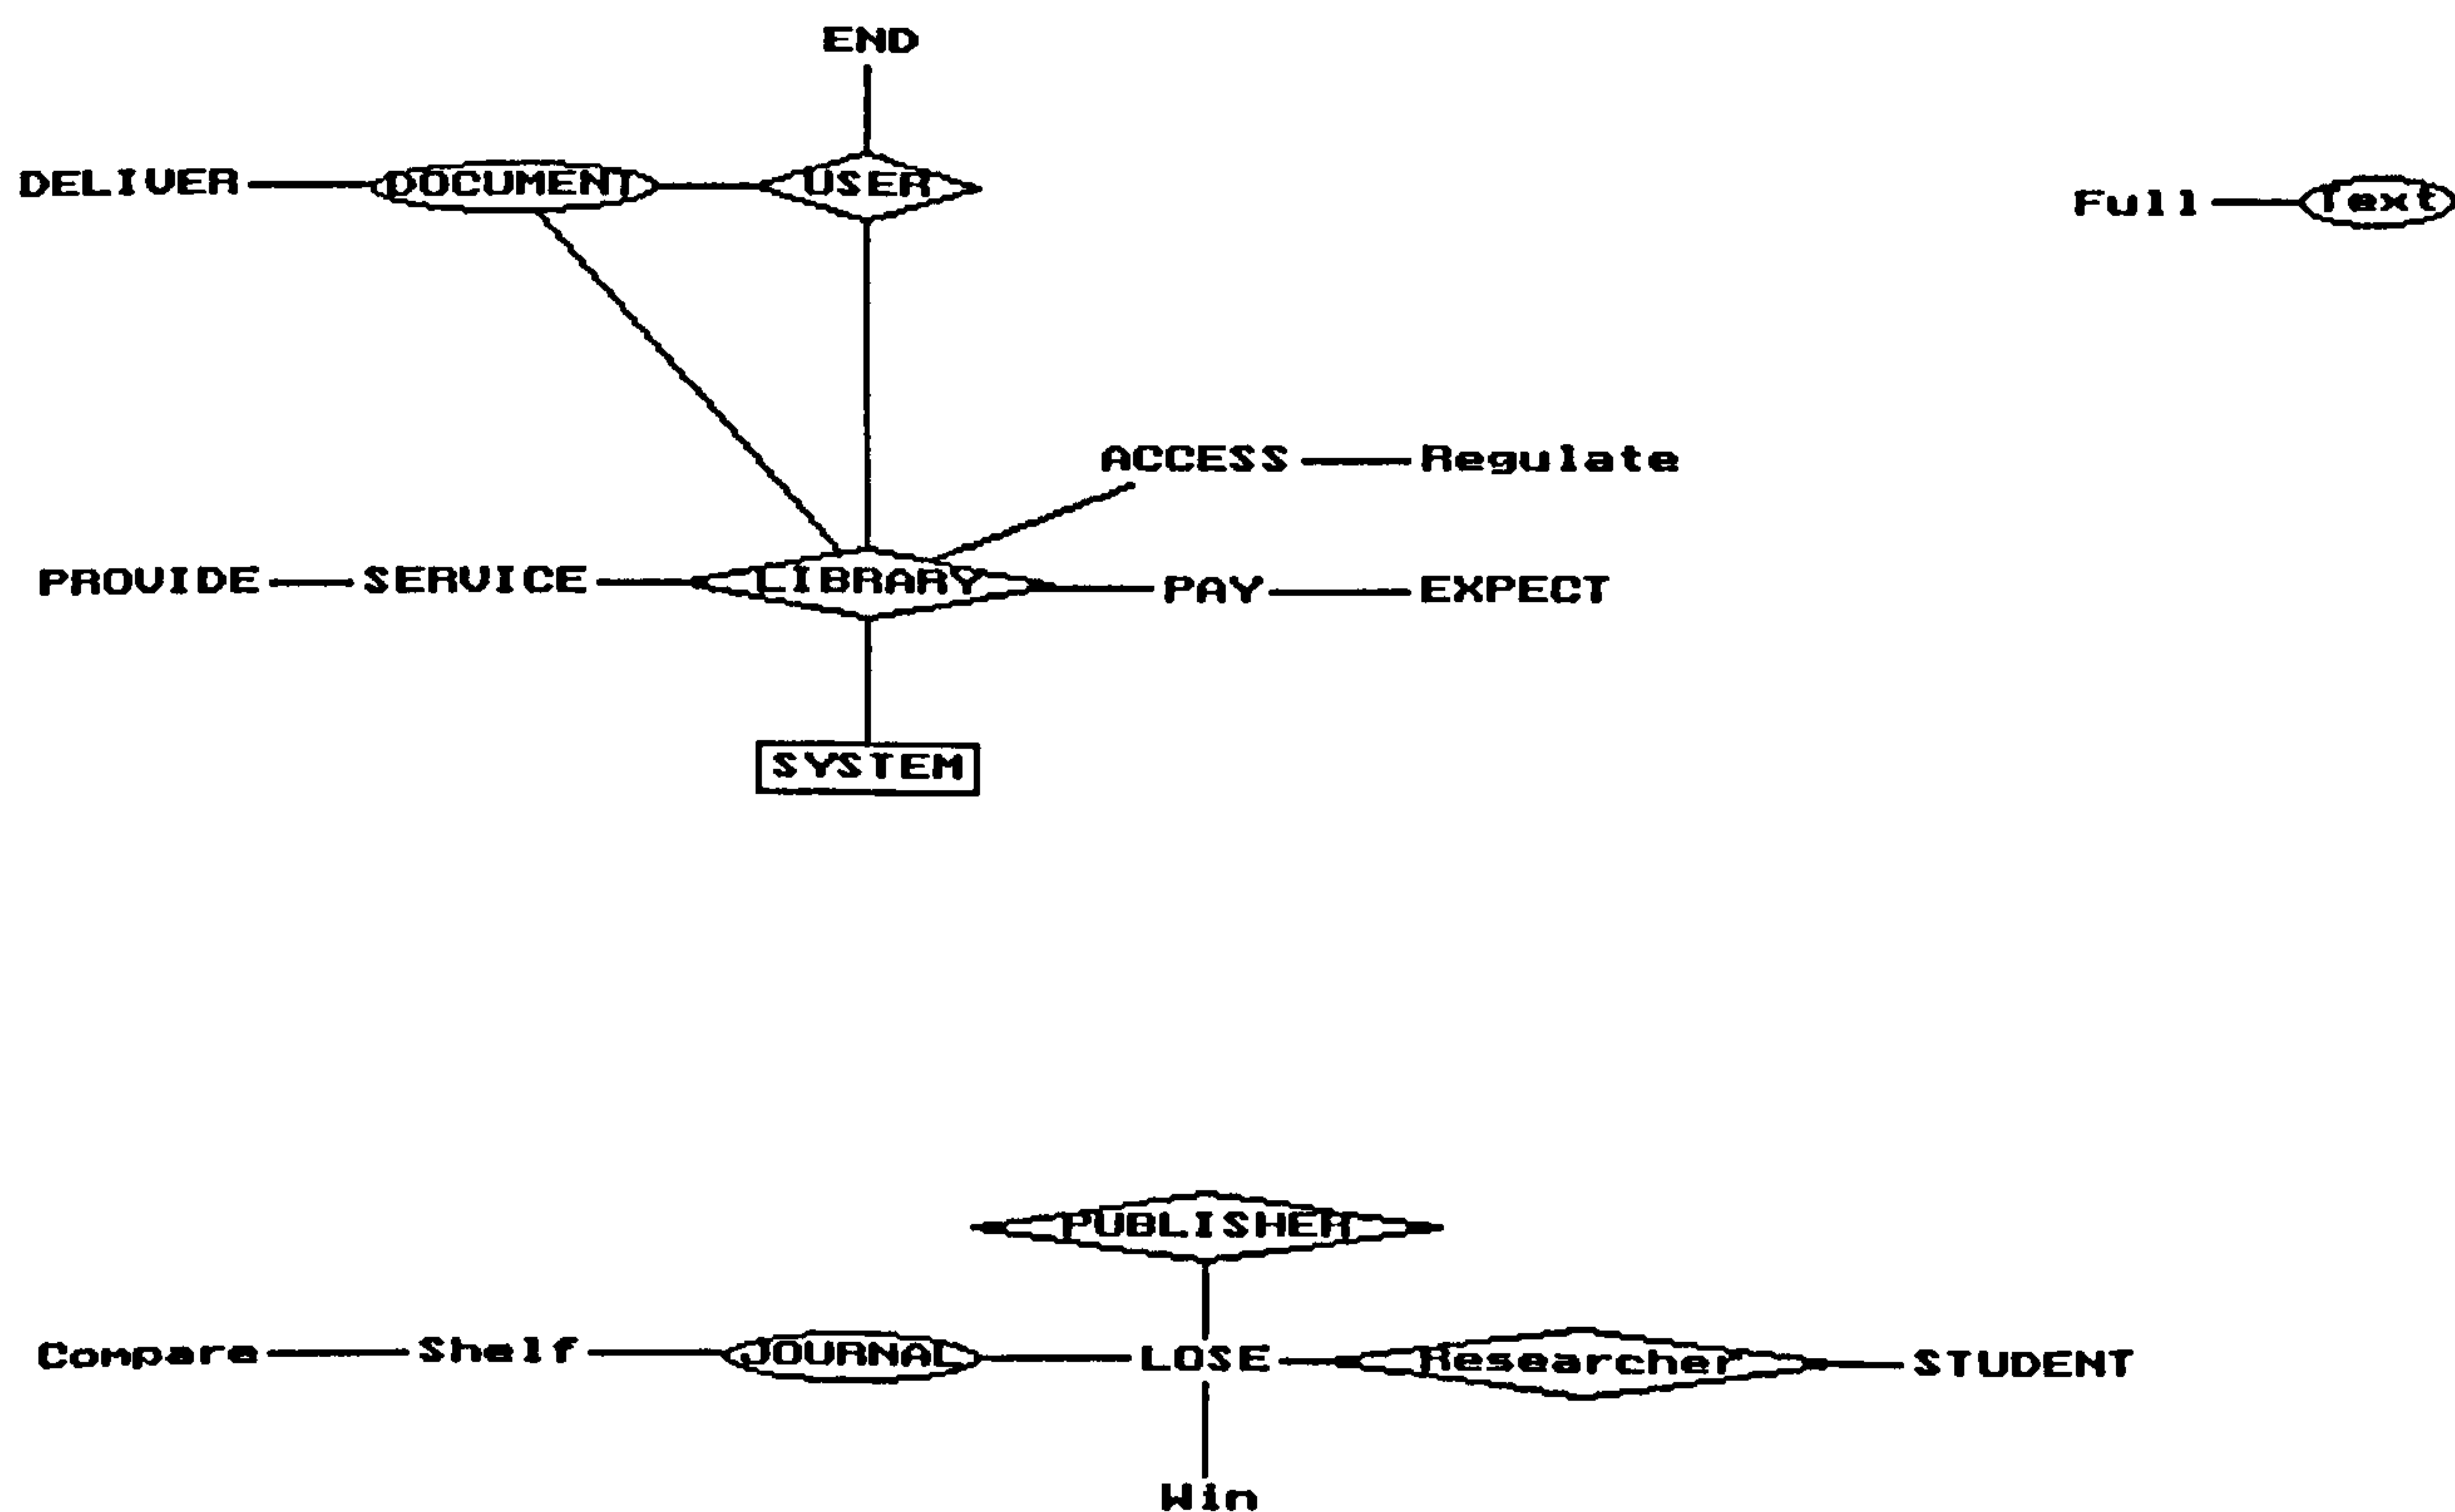 END
DELIVER DOCUMENT USER
Full Text
ACCESS Regulate
PROVIDE SERVICE LIBRARY PAY EXPECT
SYSTEM
PUBLISHER
Compare Shelf JOURNAL LOSE Researcher STUDENT
Win